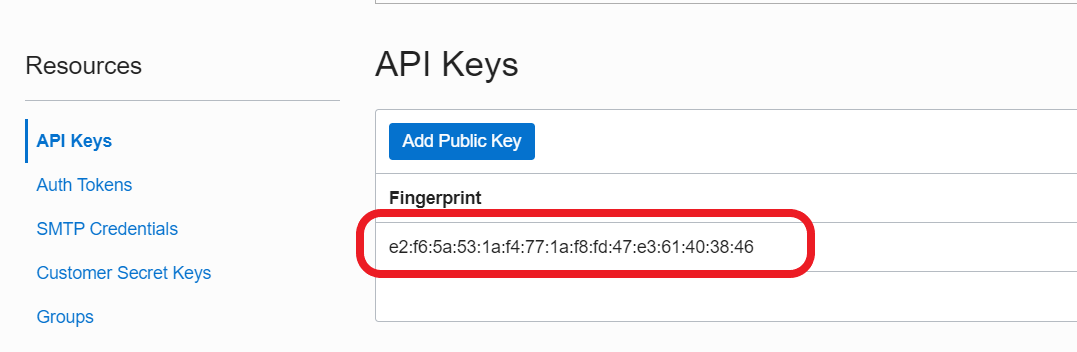 Resources
API Keys
Auth Tokens
SMTP Credentials
Customer Secret Keys
Groups
API Keys
Add Public Key
Fingerprint
e2:f6:5a:53:1a:f4:77:1a:f8:fd:47:e3:61:40:38:46